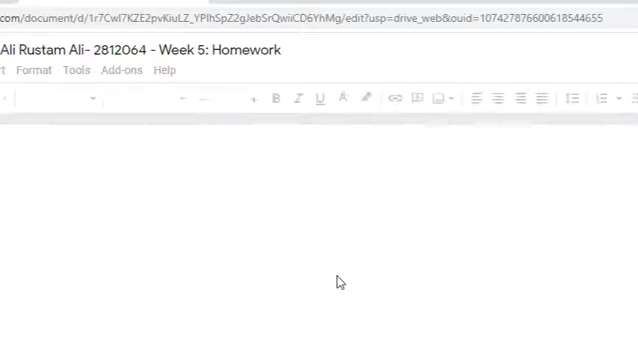 com/document/d/1r7CwI7KZE2pvKiuLZ_YPIhSpZ2gJebSrQwiiCD6YhMg/edit?usp=drive_web&ouid=107427876600618544655
Ali Rustam Ali- 2812064 - Week 5: Homework
rt Format Tools Add-ons Help
B I U A